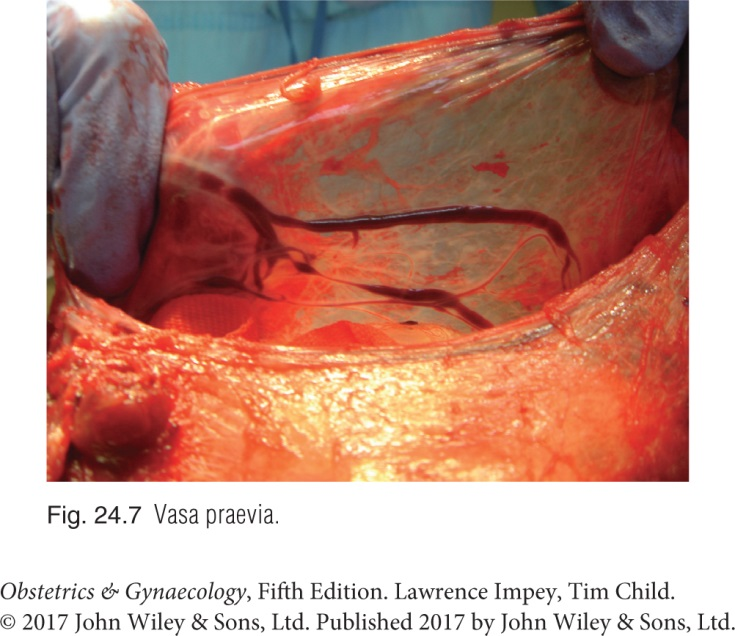 Fig. 24.7 Vasa praevia.
Obstetrics & Gynaecology, Fifth Edition. Lawrence Impey, Tim Child.
© 2017 John Wiley & Sons, Ltd. Published 2017 by John Wiley & Sons, Ltd.